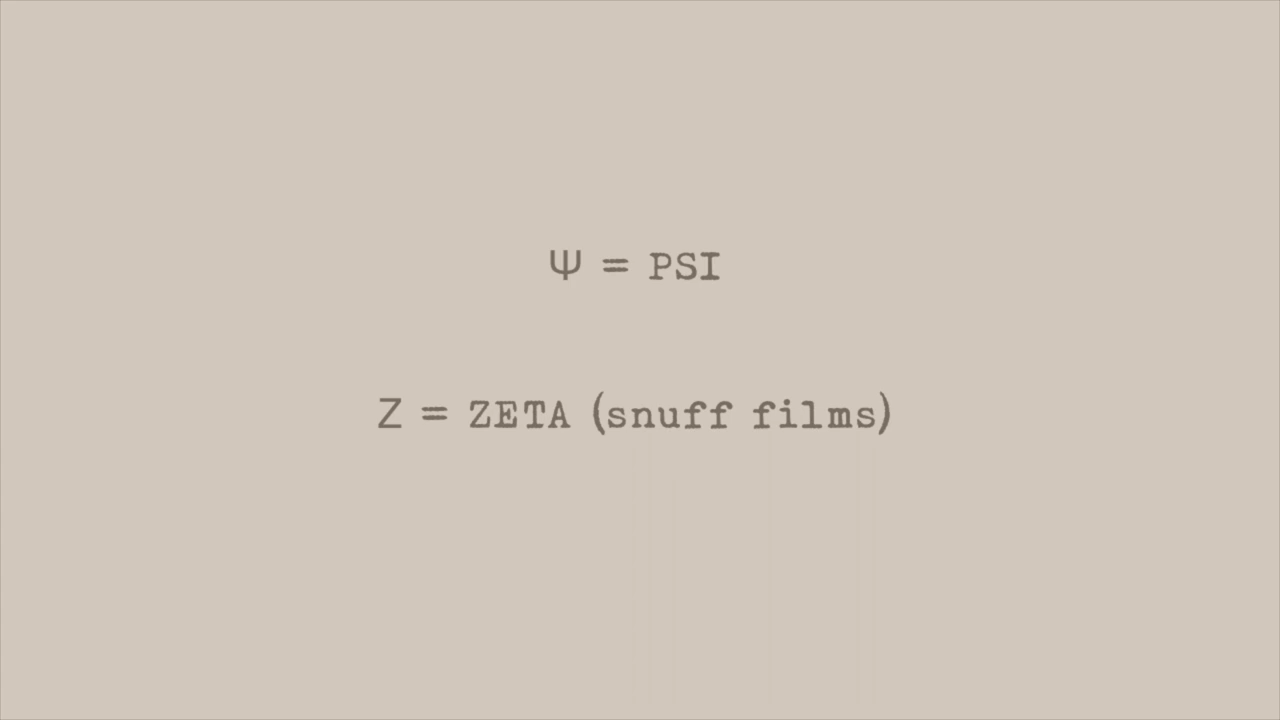 Ψ = PSI
Z = ZETA (snuff films)